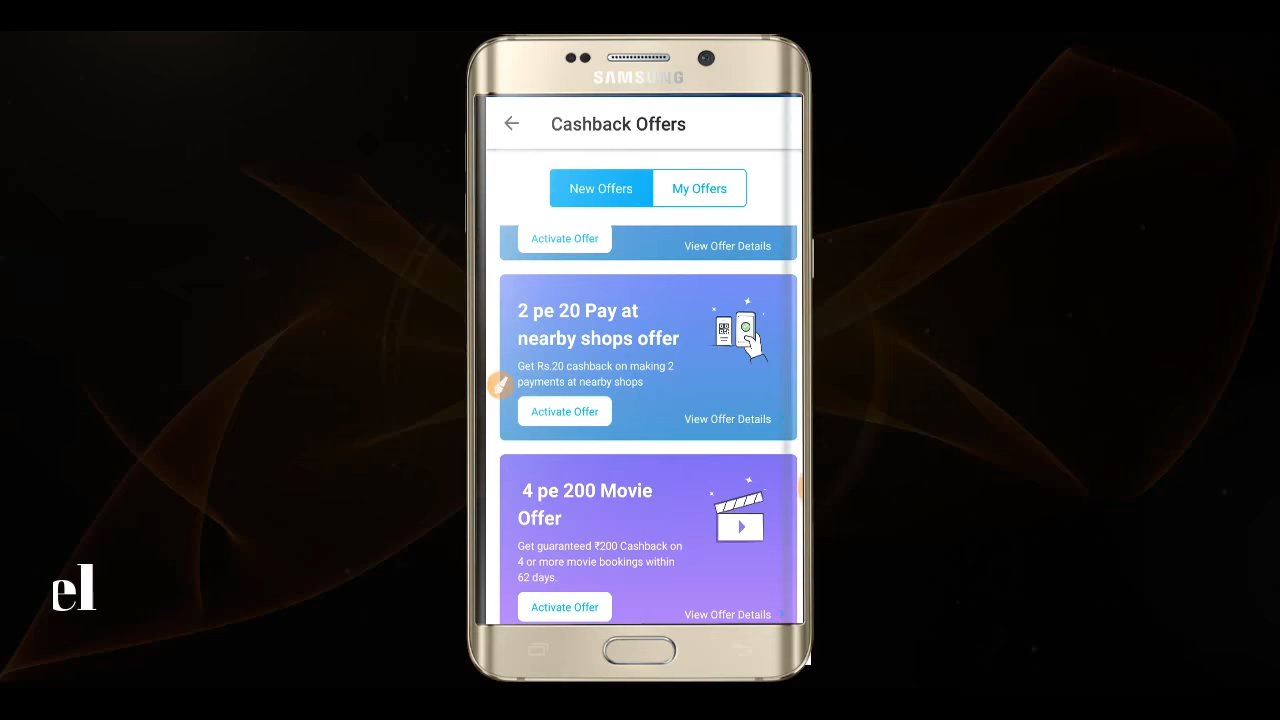 SAMSUNG
Cashback Offers
New Offers
My Offers
Activate Offer
View Offer Details
2 pe 20 Pay at
nearby shops offer
Get Rs.20 cashback on making 2
payments at nearby shops
Activate Offer
View Offer Details
4 pe 200 Movie
Offer
Get guaranteed ₹200 Cashback on
4 or more movie bookings within
62 days.
Activate Offer
View Offer Details
el